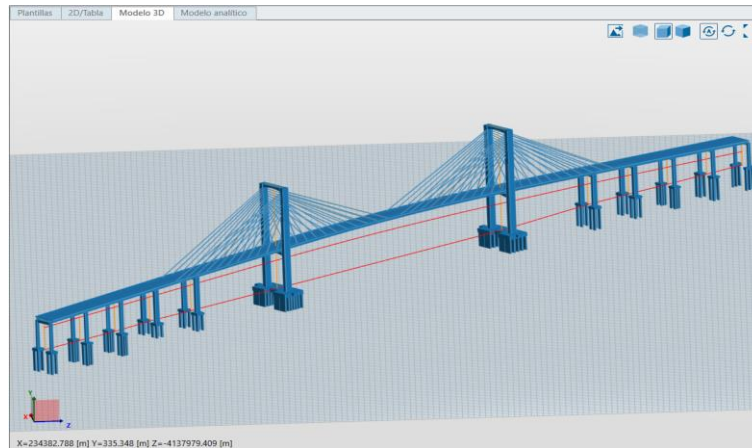 Plantillas 2D/Tabla Modelo 3D Modelo analítico
A
Y
X
Z
X=234382.788 [m] Y=335.348 [m] Z=-4137979.409 [m]